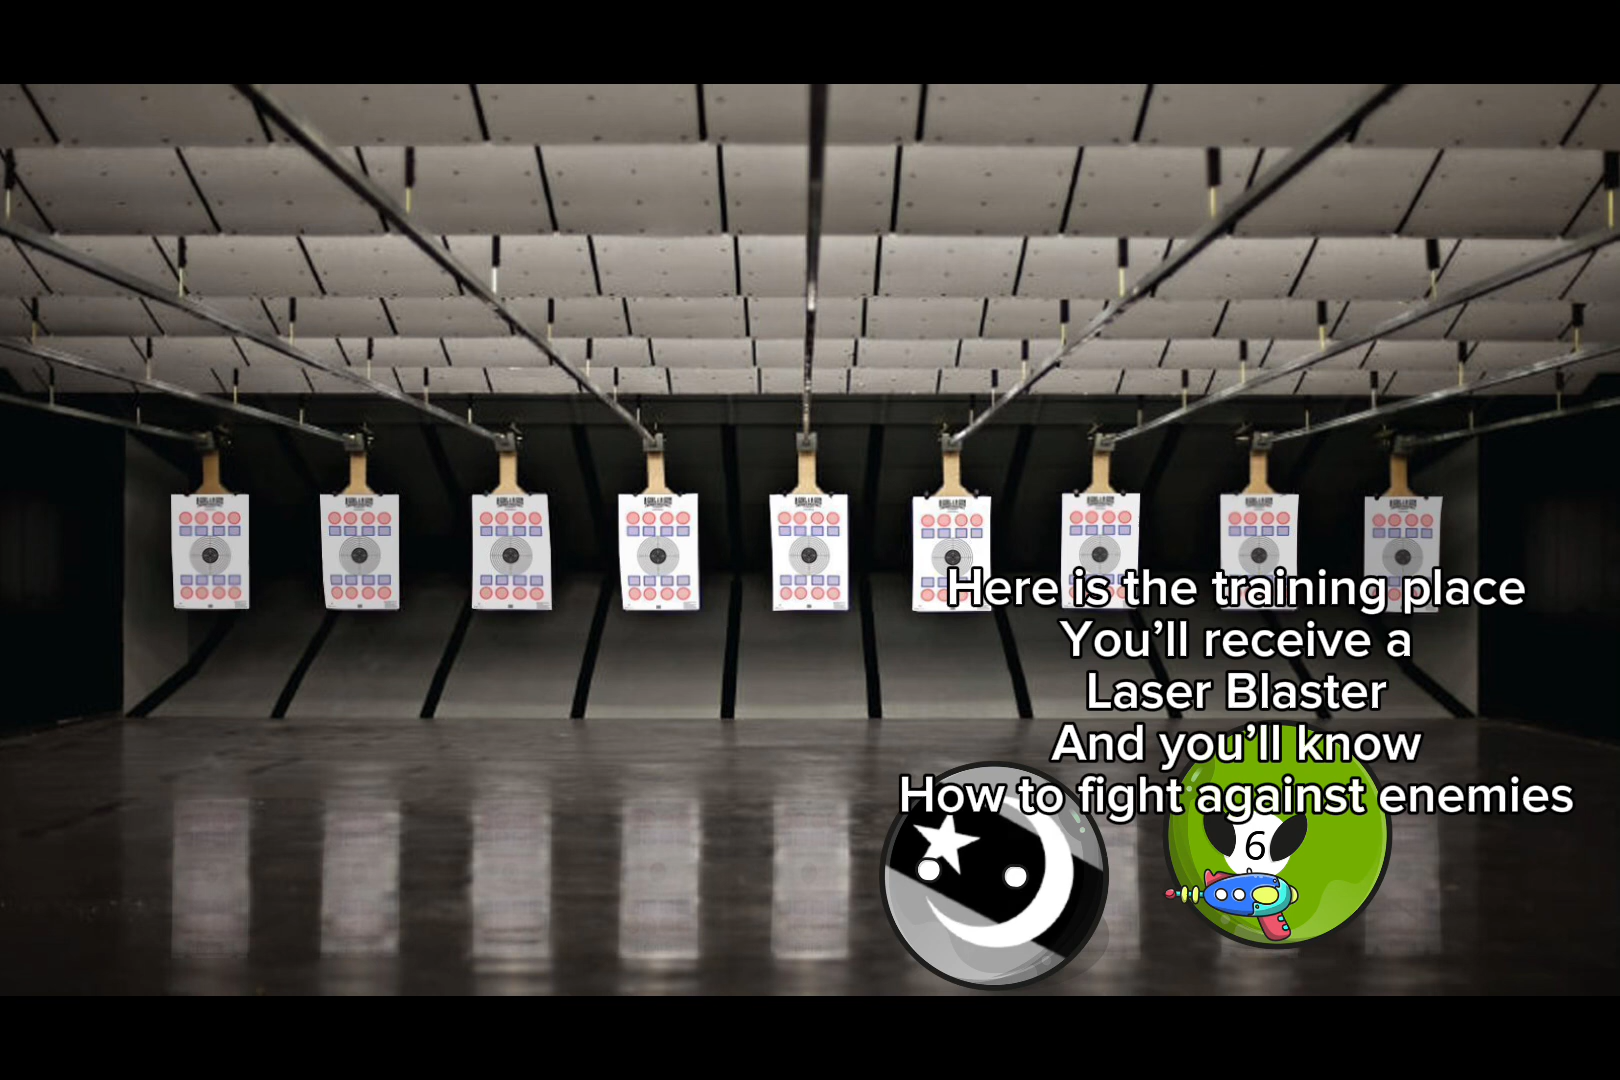 Here is the training place
You’ll receive a
Laser Blaster
And you’ll know
How to fight against enemies
6